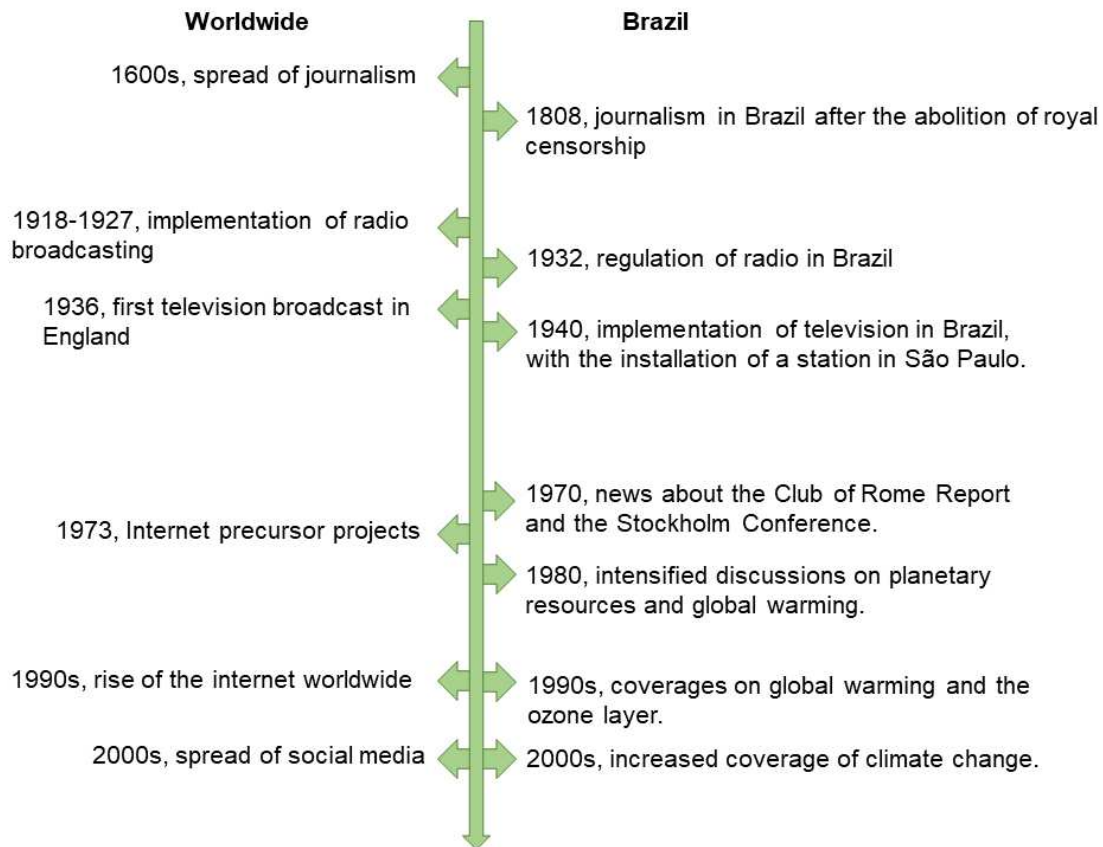 Worldwide
Brazil
1600s, spread of journalism
1808, journalism in Brazil after the abolition of royal
censorship
1918-1927, implementation of radio
broadcasting
1932, regulation of radio in Brazil
1936, first television broadcast in
England
1940, implementation of television in Brazil,
with the installation of a station in São Paulo.
1970, news about the Club of Rome Report
and the Stockholm Conference.
1973, Internet precursor projects
1980, intensified discussions on planetary
resources and global warming.
1990s, rise of the internet worldwide
1990s, coverages on global warming and the
ozone layer.
2000s, spread of social media
2000s, increased coverage of climate change.